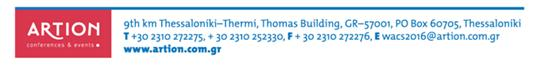 ARTION
conferences & events
9th km Thessaloniki–Thermi, Thomas Building, GR–57001, PO Box 60705, Thessaloniki
T +30 2310 272275, + 30 2310 252330, F + 30 2310 272276, E wacs2016@artion.com.gr
www.artion.com.gr